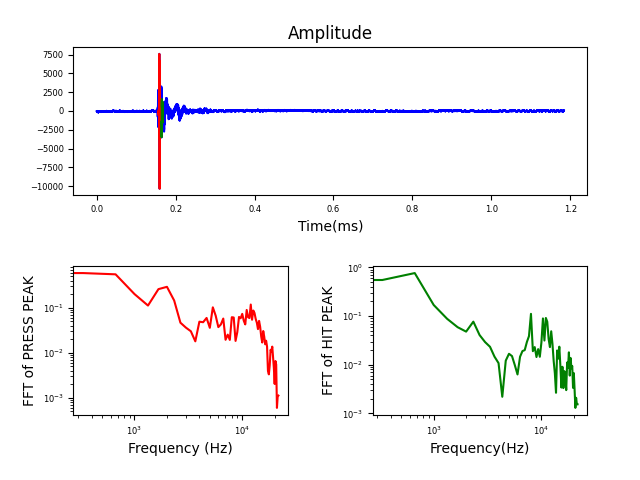 Amplitude
7500
5000
2500
0
−2500
−5000
−7500
−10000
0.0 0.2 0.4 0.6 0.8 1.0 1.2
Time(ms)
FFT of PRESS PEAK
10⁻¹
10⁻²
10⁻³
10³ 10⁴
Frequency (Hz)
FFT of HIT PEAK
10⁰
10⁻¹
10⁻²
10⁻³
10³ 10⁴
Frequency(Hz)